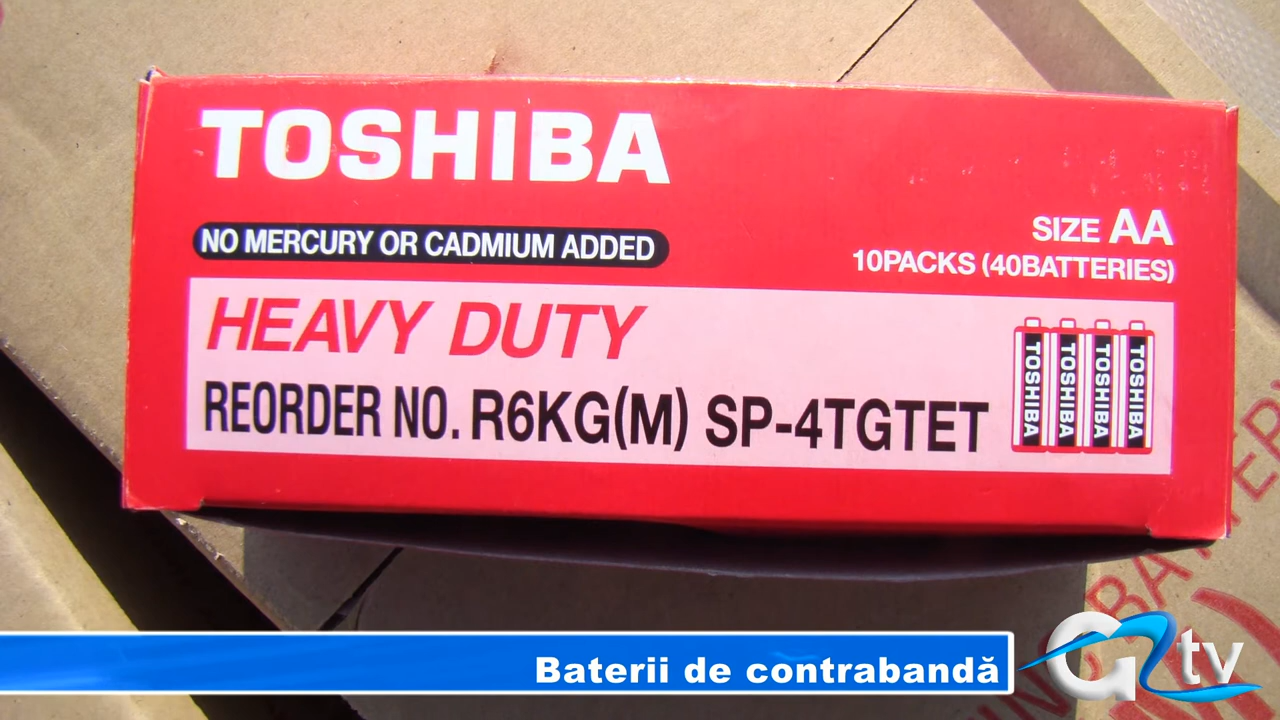 TOSHIBA
NO MERCURY OR CADMIUM ADDED
SIZE AA
10PACKS (40BATTERIES)
HEAVY DUTY
REORDER NO. R6KG(M) SP-4TGTET
TOSHIBA
TOSHIBA
TOSHIBA
TOSHIBA
Baterii de contrabandă
G2 tv